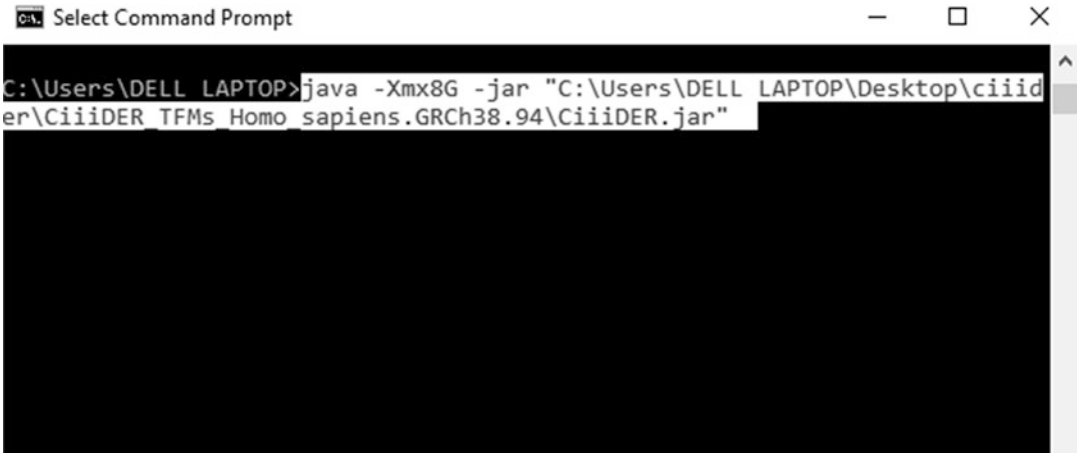 C:\. Select Command Prompt
C:\Users\DELL LAPTOP>java -Xmx8G -jar "C:\Users\DELL LAPTOP\Desktop\ciiid
er\CiiiDER_TFMs_Homo_sapiens.GRCh38.94\CiiiDER.jar"